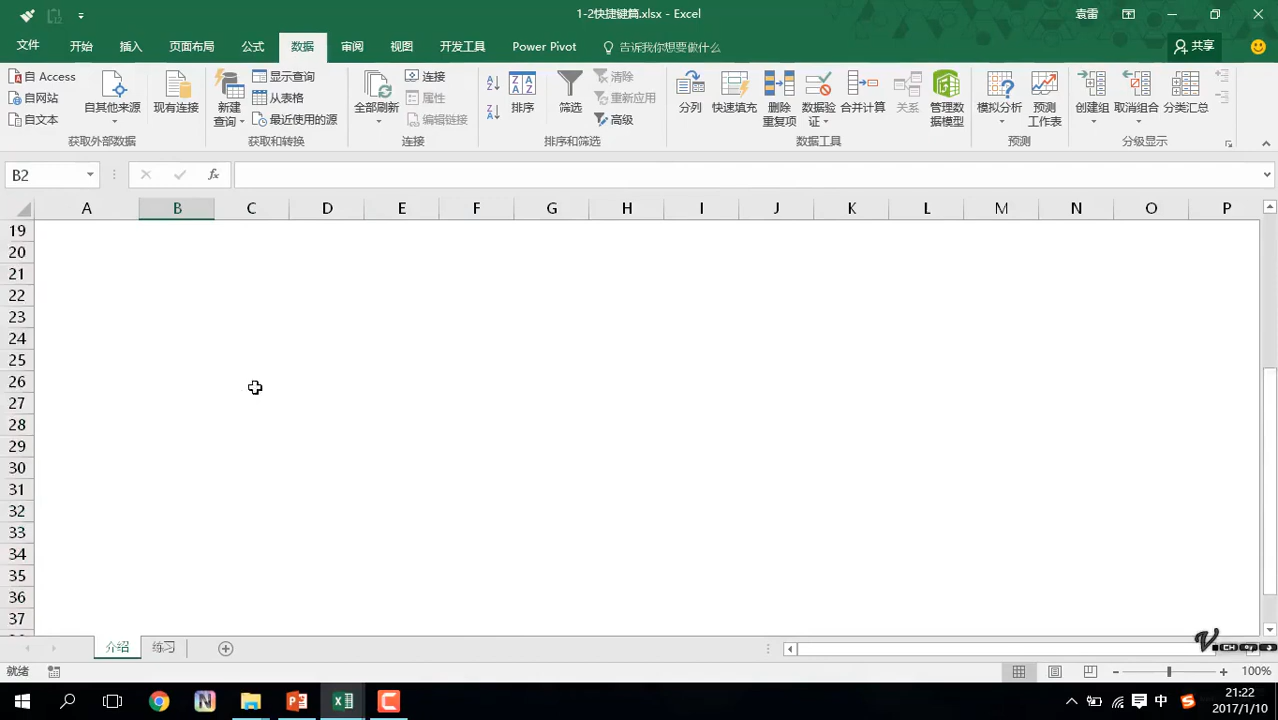 1-2快捷键篇.xlsx - Excel
袁雷
文件 开始 插入 页面布局 公式 数据 审阅 视图 开发工具 Power Pivot 告诉我你想要做什么 共享
自 Access
自网站
自文本
自其他来源
现有连接
新建查询
显示查询
从表格
最近使用的源
全部刷新
连接
属性
编辑链接
排序
筛选
清除
重新应用
高级
分列
快速填充
删除重复项
数据验证
合并计算
关系
管理数据模型
模拟分析
预测工作表
创建组
取消组合
分类汇总
获取外部数据 获取和转换 连接 排序和筛选 数据工具 预测 分级显示
B2
A B C D E F G H I J K L M N O P
19
20
21
22
23
24
25
26
27
28
29
30
31
32
33
34
35
36
37
介绍 练习
就绪
100%
中
21:22
2017/1/10